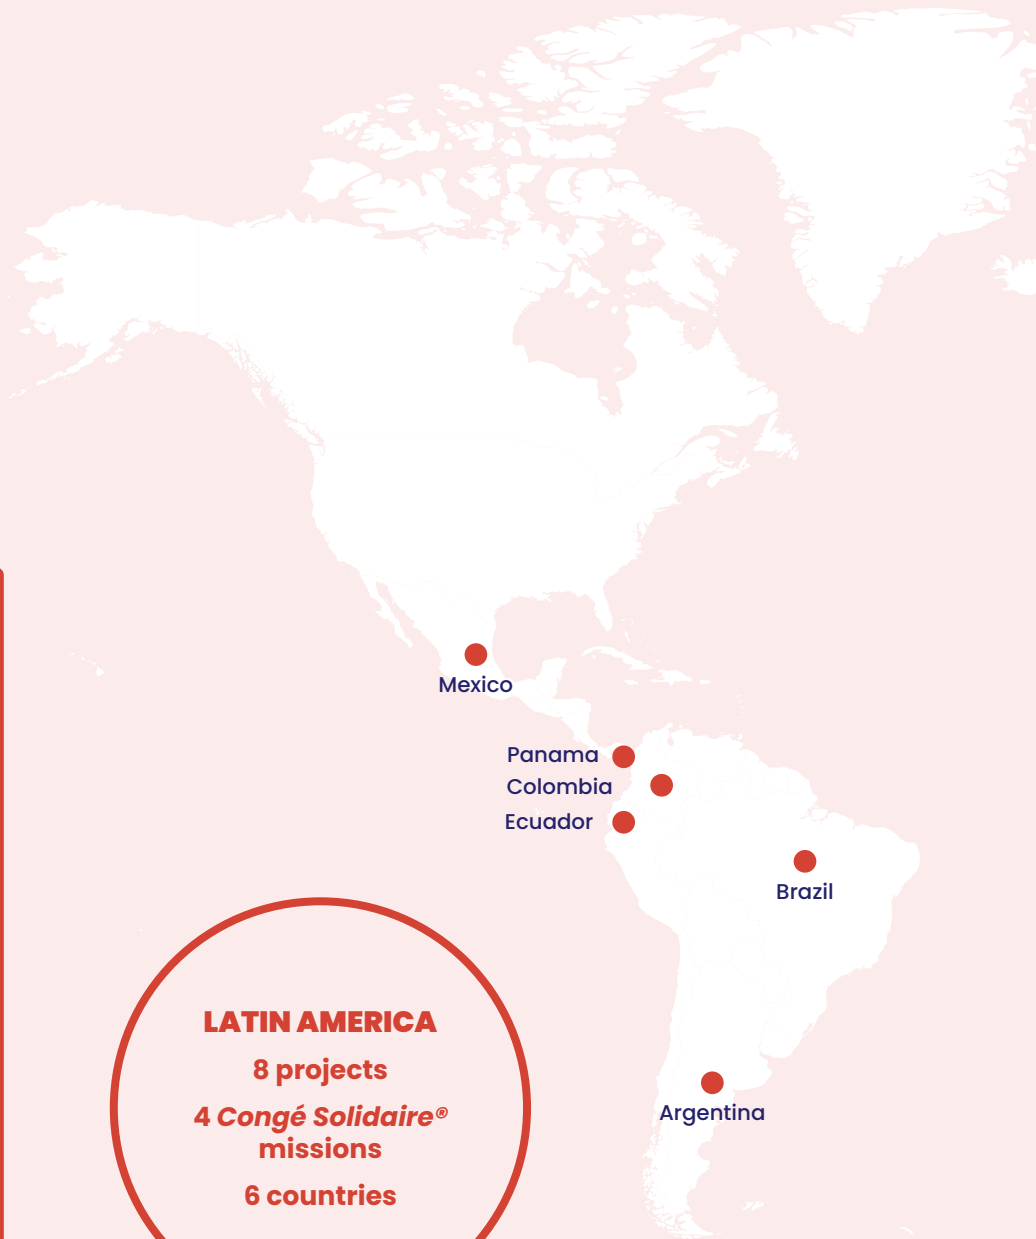 Mexico
Panama
Colombia
Ecuador
Brazil
Argentina
LATIN AMERICA
8 projects
4 Congé Solidaire®
missions
6 countries